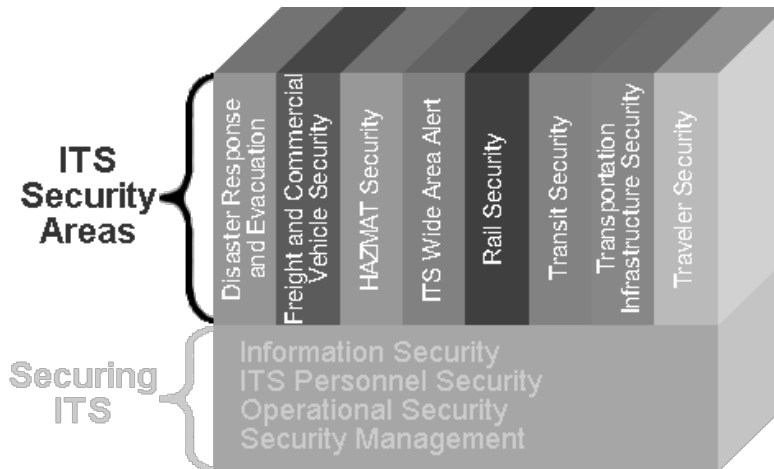 ITS
Security
Areas
Disaster Response
and Evacuation
Freight and Commercial
Vehicle Security
HAZMAT Security
ITS Wide Area Alert
Rail Security
Transit Security
Transportation
Infrastructure Security
Traveler Security
Securing
ITS
Information Security
ITS Personnel Security
Operational Security
Security Management